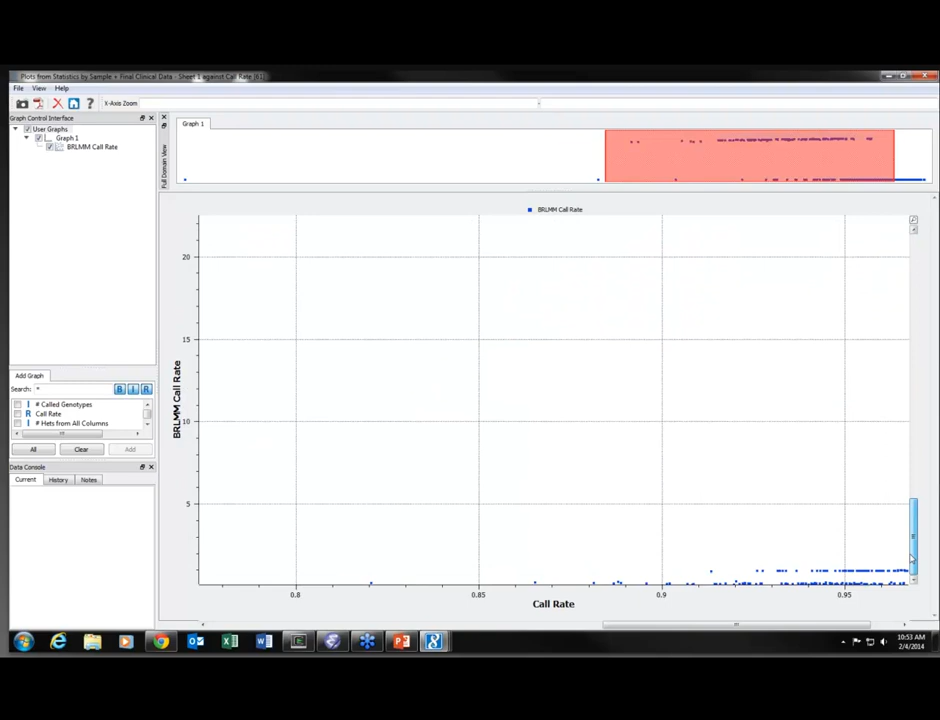 Plots from Statistics by Sample + Final Clinical Data - Sheet 1 against Call Rate [61]
File View Help
X-Axis Zoom
Graph Control Interface
User Graphs
Graph 1
BRLMM Call Rate
Graph 1
Full Domain View
BRLMM Call Rate
20
15
10
5
BRLMM Call Rate
0.8 0.85 0.9 0.95
Call Rate
Add Graph
Search: * B I R
I # Called Genotypes
R Call Rate
I # Hets from All Columns
All Clear Add
Data Console
Current History Notes
10:53 AM
2/4/2014